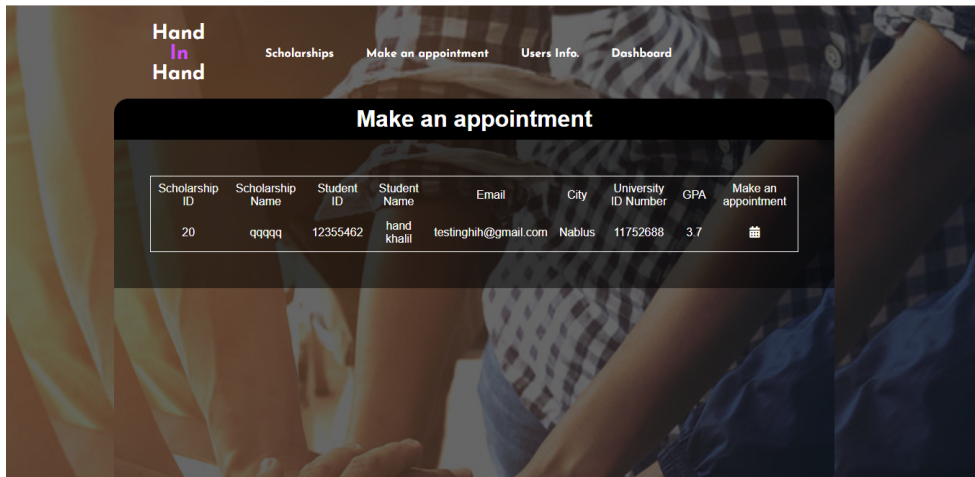 Hand
In
Hand
Scholarships Make an appointment Users Info. Dashboard
Make an appointment
Scholarship ID Scholarship Name Student ID Student Name Email City University ID Number GPA Make an appointment
20 qqqqq 12355462 hand khalil testinghih@gmail.com Nablus 11752688 3.7